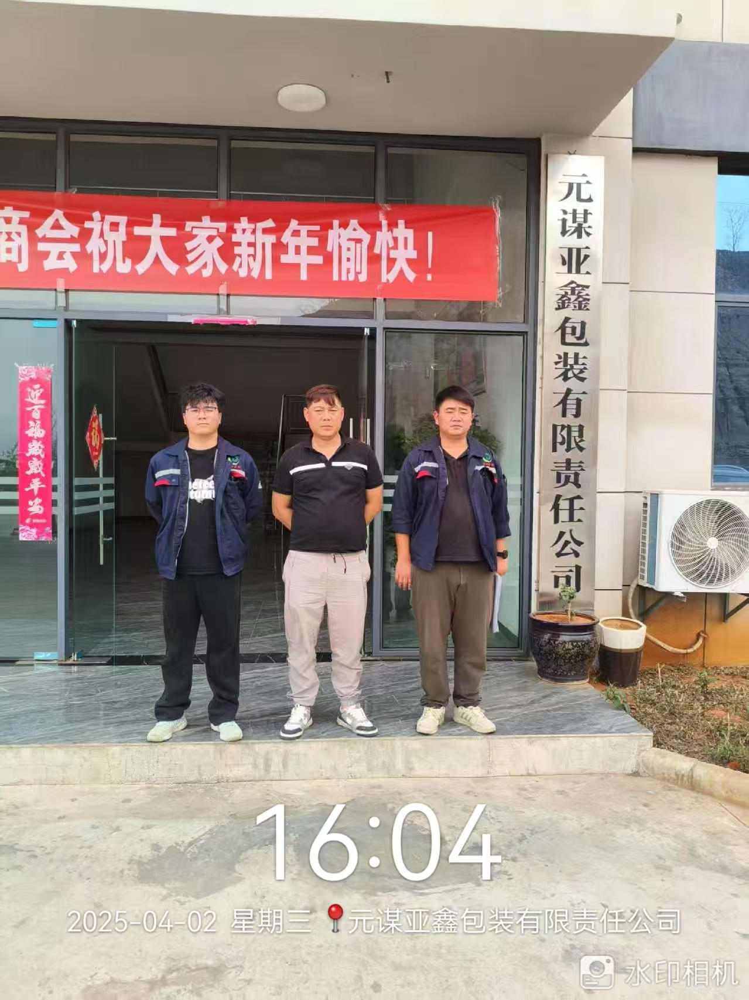 商会祝大家新年愉快!
元谋亚鑫包装有限责任公司
迎百福岁岁平安
福
16:04
2025-04-02 星期三 元谋亚鑫包装有限责任公司
水印相机